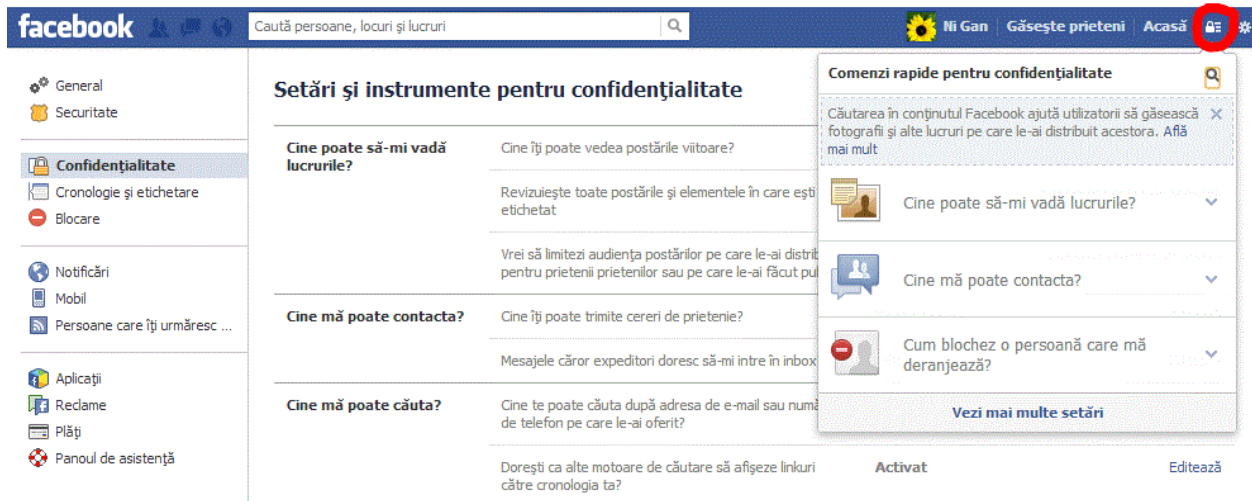 facebook
Caută persoane, locuri şi lucruri
Ni Gan
Găseşte prieteni
Acasă
General
Securitate
Confidenţialitate
Cronologie şi etichetare
Blocare
Notificări
Mobil
Persoane care îţi urmăresc ...
Aplicaţii
Reclame
Plăţi
Panoul de asistenţă
Setări şi instrumente pentru confidenţialitate
Cine poate să-mi vadă
lucrurile?
Cine îţi poate vedea postările viitoare?
Revizuieşte toate postările şi elementele în care eşti
etichetat
Vrei să limitezi audienţa postărilor pe care le-ai distrib
pentru prietenii prietenilor sau pe care le-ai făcut pul
Cine mă poate contacta?
Cine îţi poate trimite cereri de prietenie?
Mesajele căror expeditori doresc să-mi intre în inbox
Cine mă poate căuta?
Cine te poate căuta după adresa de e-mail sau numă
de telefon pe care le-ai oferit?
Doreşti ca alte motoare de căutare să afişeze linkuri
către cronologia ta?
Activat
Editează
Comenzi rapide pentru confidenţialitate
Căutarea în conţinutul Facebook ajută utilizatorii să găsească
fotografii şi alte lucruri pe care le-ai distribuit acestora. Află
mai mult
Cine poate să-mi vadă lucrurile?
Cine mă poate contacta?
Cum blochez o persoană care mă
deranjează?
Vezi mai multe setări